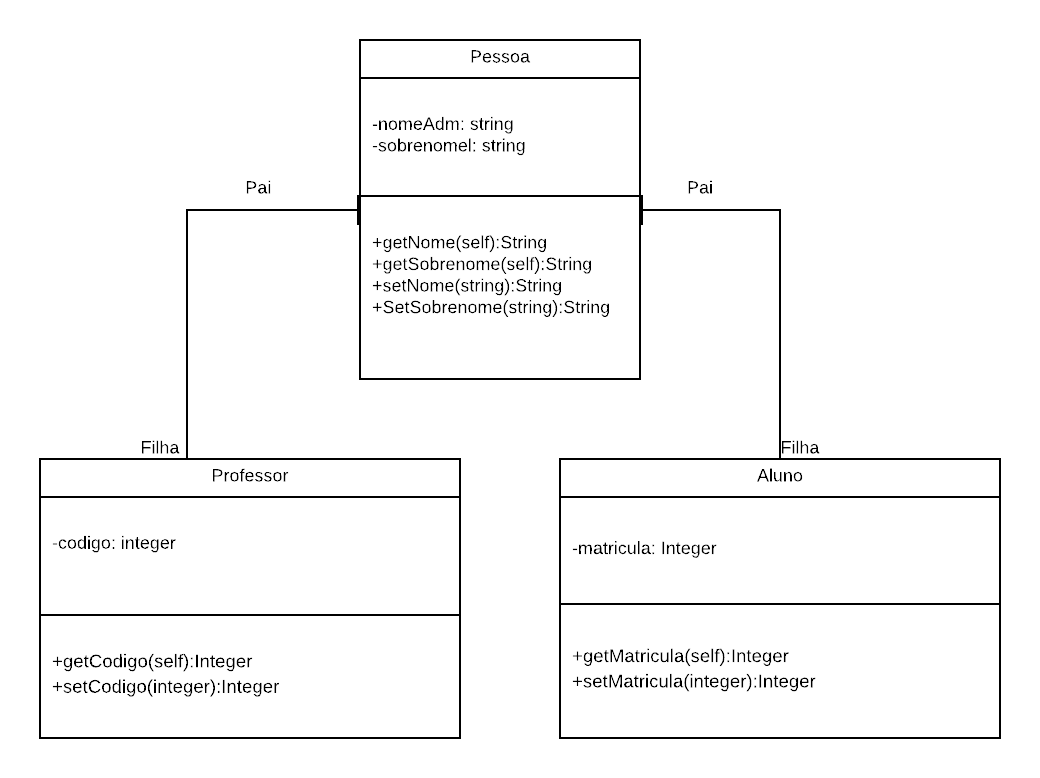 Pessoa
-nomeAdm: string
-sobrenomel: string
Pai
Pai
+getNome(self):String
+getSobrenome(self):String
+setNome(string):String
+SetSobrenome(string):String
Filha
Filha
Professor
-codigo: integer
+getCodigo(self):Integer
+setCodigo(integer):Integer
Aluno
-matricula: Integer
+getMatricula(self):Integer
+setMatricula(integer):Integer